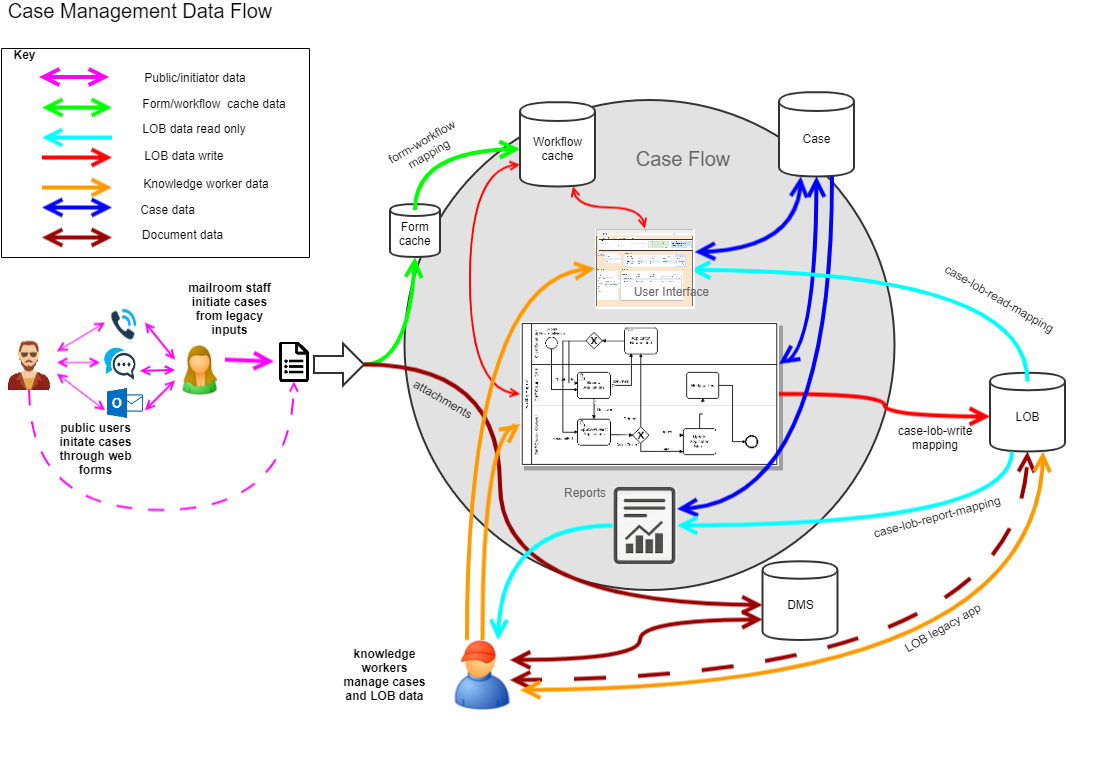 Case Management Data Flow
Key
Public/initiator data
Form/workflow cache data
LOB data read only
LOB data write
Knowledge worker data
Case data
Document data
form-workflow
mapping
Workflow
cache
Case
Case Flow
Form
cache
mailroom staff
initiate cases
from legacy
inputs
User Interface
case-lob-read-mapping
attachments
O
public users
initate cases
through web
forms
LOB
case-lob-write
mapping
Reports
case-lob-report-mapping
DMS
LOB legacy app
knowledge
workers
manage cases
and LOB data